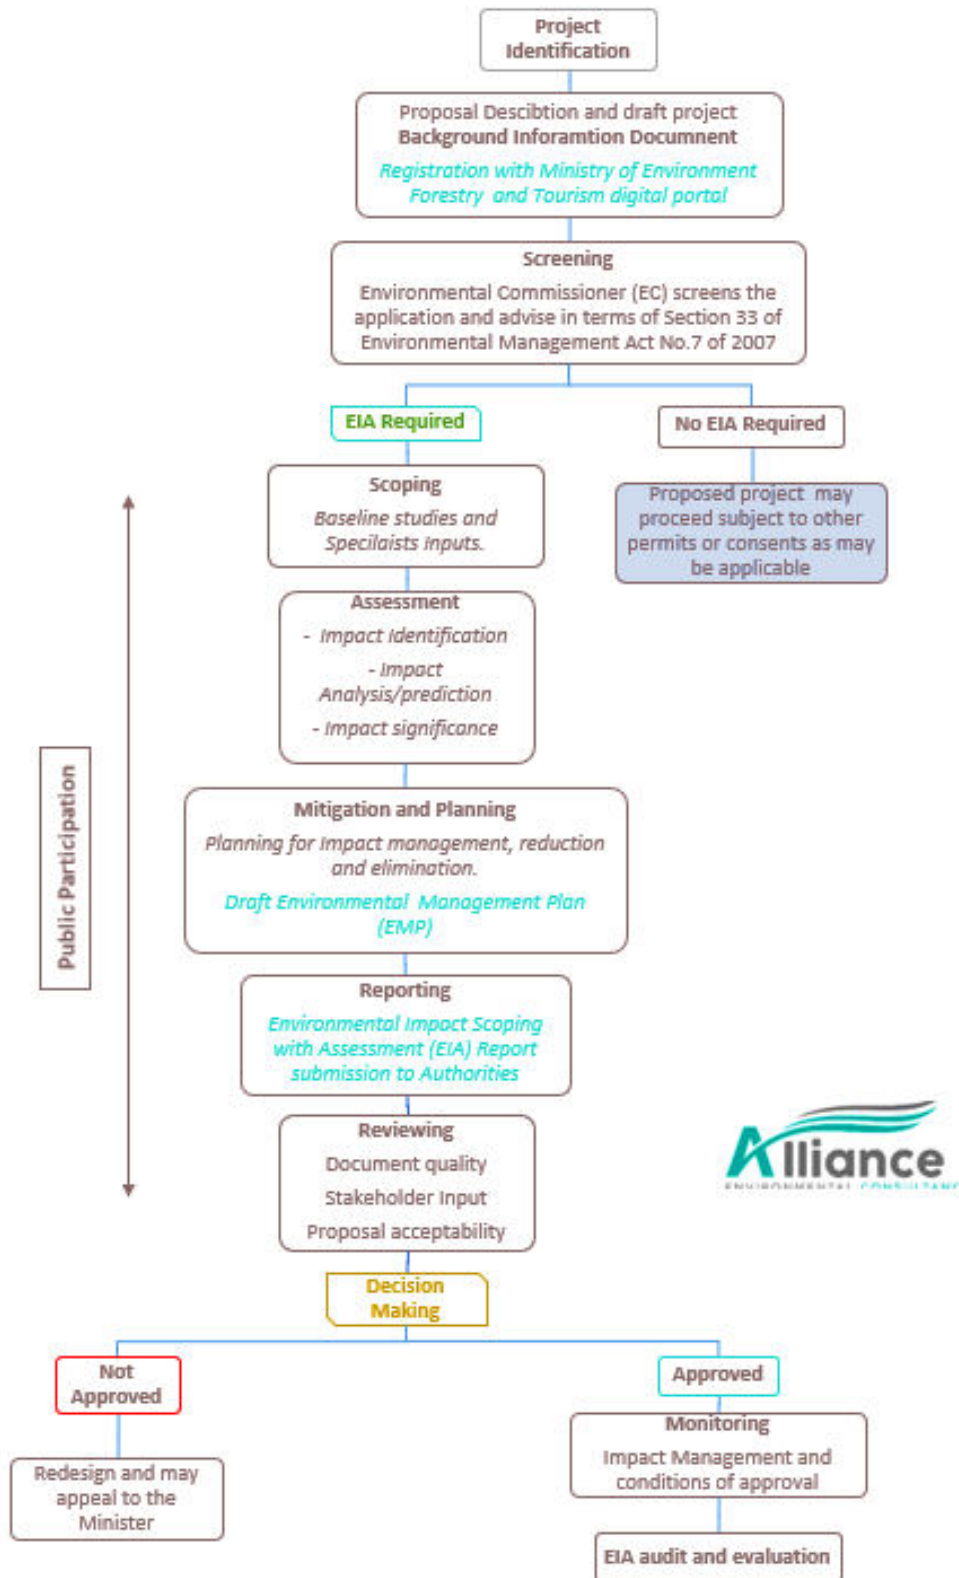 Project
Identification
Proposal Descibtion and draft project
Background Inforamtion Documnent
Registration with Ministry of Environment
Forestry and Tourism digital portal
Screening
Environmental Commissioner (EC) screens the
application and advise in terms of Section 33 of
Environmental Management Act No.7 of 2007
EIA Required
No EIA Required
Scoping
Baseline studies and
Specilaists Inputs.
Proposed project may
proceed subject to other
permits or consents as may
be applicable
Assessment
- Impact Identification
- Impact
Analysis/prediction
- Impact significance
Public Participation
Mitigation and Planning
Planning for Impact management, reduction
and elimination.
Draft Environmental Management Plan
(EMP)
Reporting
Environmental Impact Scoping
with Assessment (EIA) Report
submission to Authorities
Reviewing
Document quality
Stakeholder Input
Proposal acceptability
Alliance
Decision
Making
Not
Approved
Approved
Redesign and may
appeal to the
Minister
Monitoring
Impact Management and
conditions of approval
EIA audit and evaluation